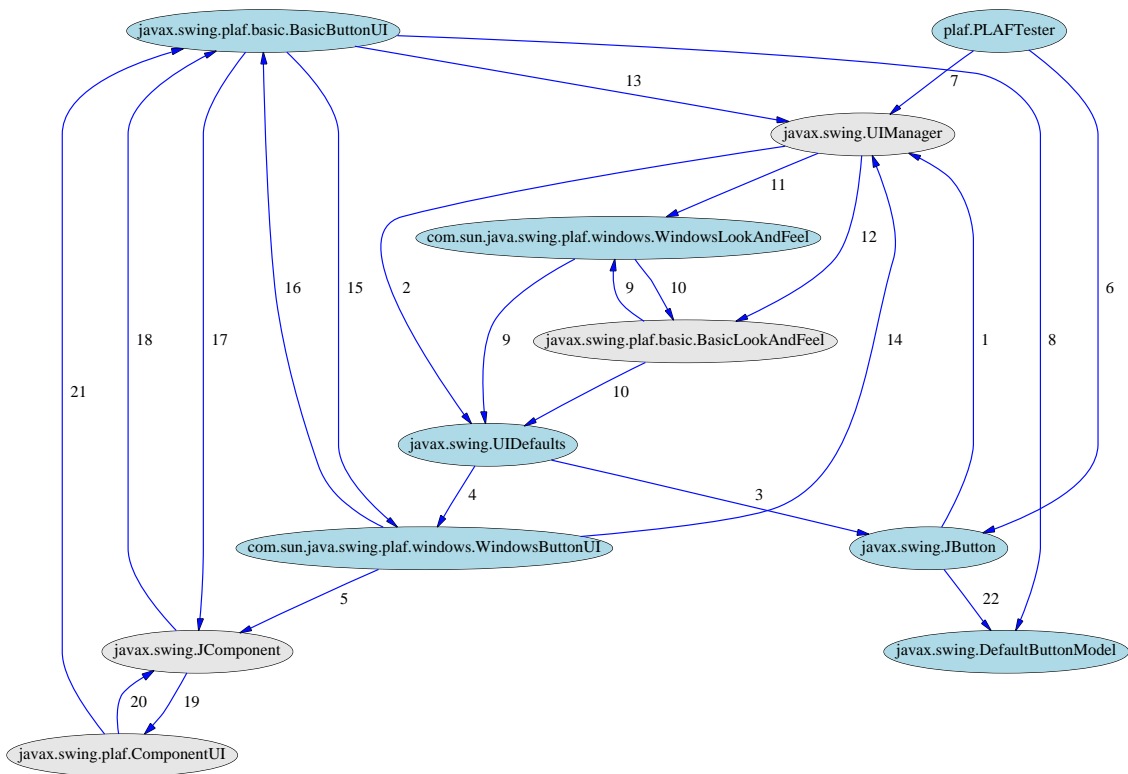 javax.swing.plaf.basic.BasicButtonUI
plaf.PLAFTester
13
7
javax.swing.UIManager
11
com.sun.java.swing.plaf.windows.WindowsLookAndFeel
12
16
15
2
9
10
6
javax.swing.plaf.basic.BasicLookAndFeel
18
17
9
14
1
8
21
10
javax.swing.UIDefaults
4
3
com.sun.java.swing.plaf.windows.WindowsButtonUI
javax.swing.JButton
5
22
javax.swing.JComponent
javax.swing.DefaultButtonModel
20
19
javax.swing.plaf.ComponentUI